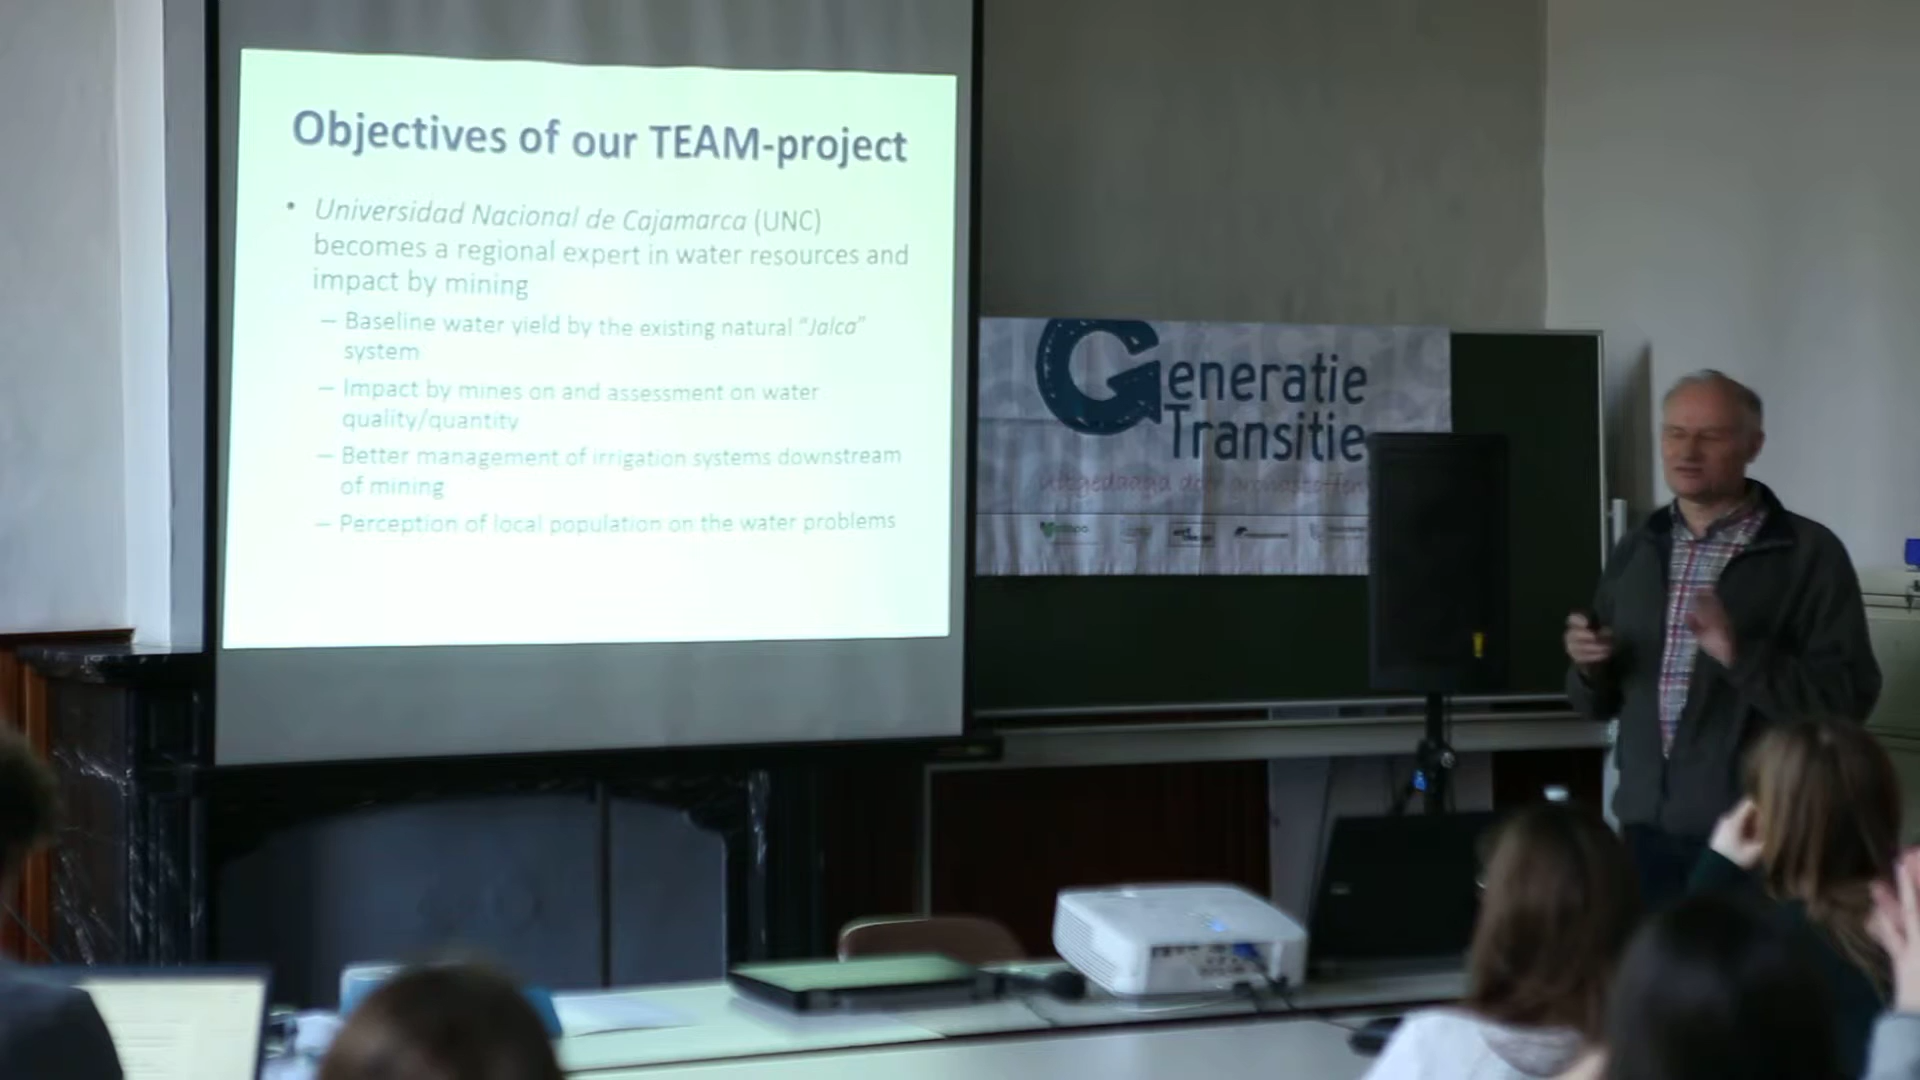 Objectives of our TEAM-project
• Universidad Nacional de Cajamarca (UNC)
becomes a regional expert in water resources and
impact by mining
– Baseline water yield by the existing natural “Jalca”
system
– Impact by mines on and assessment on water
quality/quantity
– Better management of irrigation systems downstream
of mining
– Perception of local population on the water problems
Generatie
Transitie
uitgedaagd door grondstoffen